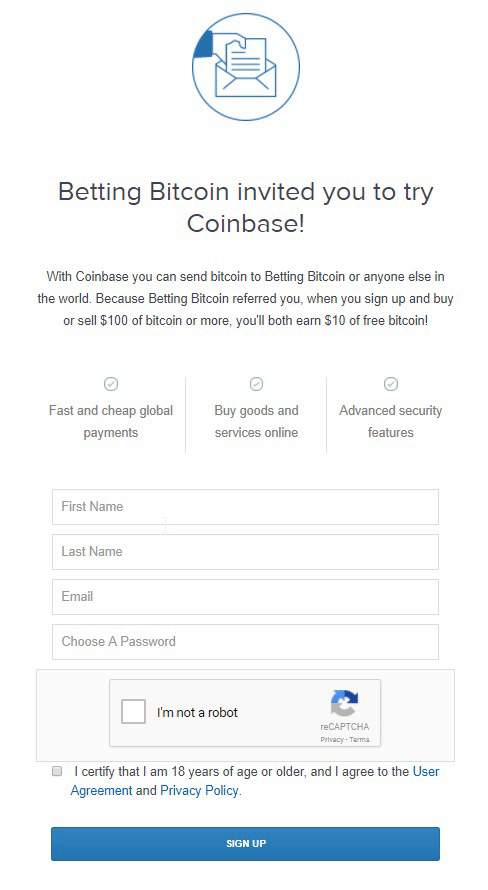 Betting Bitcoin invited you to try
Coinbase!
With Coinbase you can send bitcoin to Betting Bitcoin or anyone else in
the world. Because Betting Bitcoin referred you, when you sign up and buy
or sell $100 of bitcoin or more, you'll both earn $10 of free bitcoin!
Fast and cheap global
payments
Buy goods and
services online
Advanced security
features
First Name
Last Name
Email
Choose A Password
I'm not a robot
reCAPTCHA
Privacy - Terms
I certify that I am 18 years of age or older, and I agree to the User
Agreement and Privacy Policy.
SIGN UP